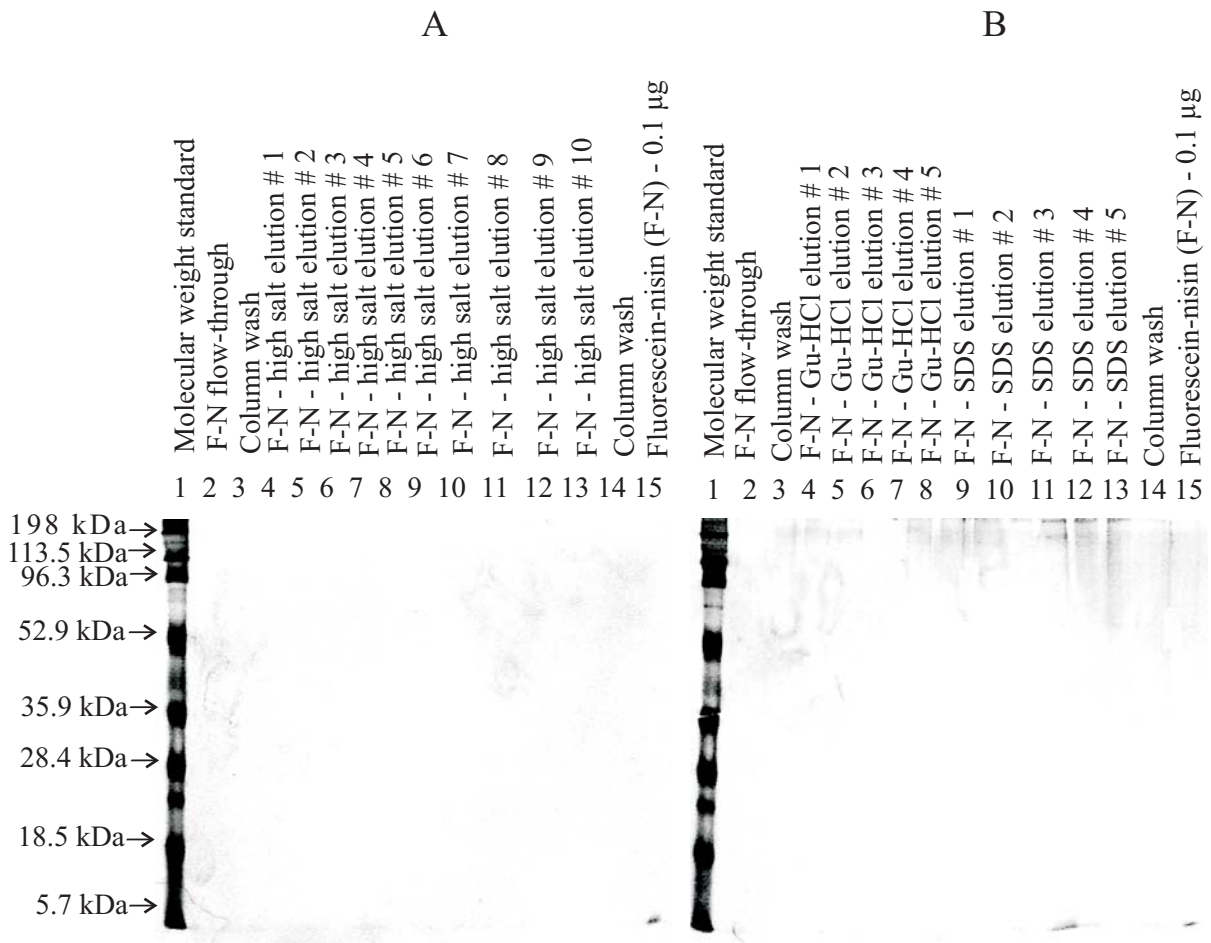 A
Molecular weight standard
F-N flow-through
Column wash
F-N - high salt elution # 1
F-N - high salt elution # 2
F-N - high salt elution # 3
F-N - high salt elution # 4
F-N - high salt elution # 5
F-N - high salt elution # 6
F-N - high salt elution # 7
F-N - high salt elution # 8
F-N - high salt elution # 9
F-N - high salt elution # 10
Column wash
Fluorescein-nisin (F-N) - 0.1 µg
1 2 3 4 5 6 7 8 9 10 11 12 13 14 15
198 kDa
113.5 kDa
96.3 kDa
52.9 kDa
35.9 kDa
28.4 kDa
18.5 kDa
5.7 kDa
B
Molecular weight standard
F-N flow-through
Column wash
F-N - Gu-HCl elution # 1
F-N - Gu-HCl elution # 2
F-N - Gu-HCl elution # 3
F-N - Gu-HCl elution # 4
F-N - Gu-HCl elution # 5
F-N - SDS elution # 1
F-N - SDS elution # 2
F-N - SDS elution # 3
F-N - SDS elution # 4
F-N - SDS elution # 5
Column wash
Fluorescein-nisin (F-N) - 0.1 µg
1 2 3 4 5 6 7 8 9 10 11 12 13 14 15